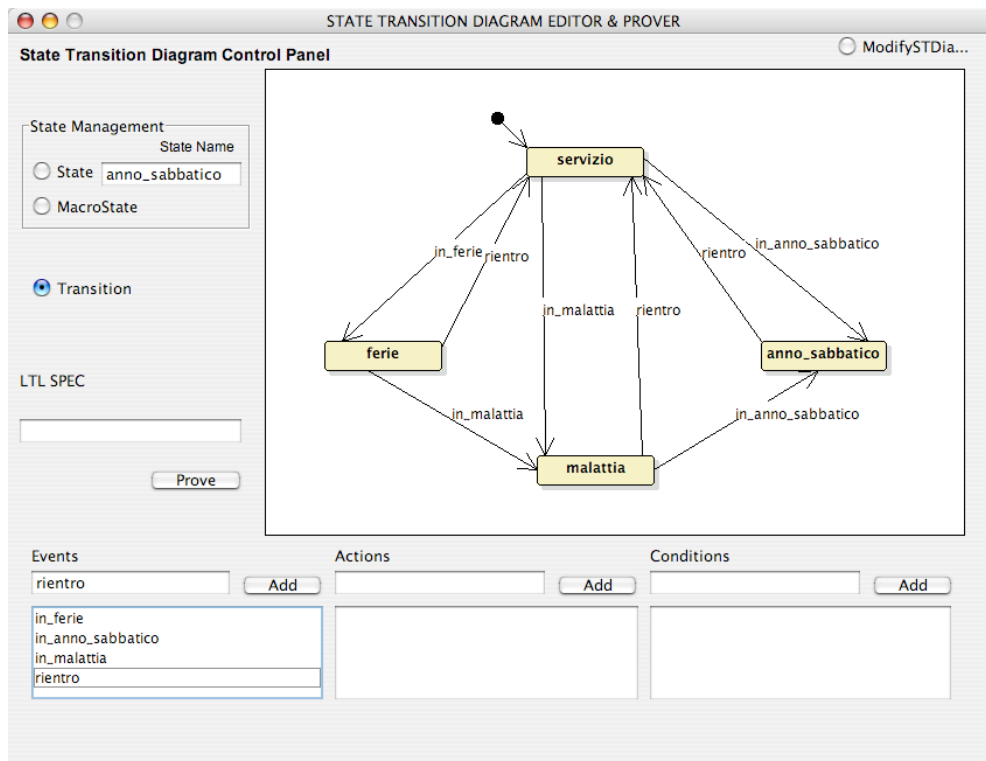 STATE TRANSITION DIAGRAM EDITOR & PROVER
State Transition Diagram Control Panel
ModifySTDia...
State Management
State Name
State
anno_sabbatico
MacroState
Transition
LTL SPEC
Prove
servizio
in_ferie
rientro
in_malattia
rientro
rientro
in_anno_sabbatico
ferie
anno_sabbatico
in_malattia
in_anno_sabbatico
malattia
Events
rientro
Add
in_ferie
in_anno_sabbatico
in_malattia
rientro
Actions
Add
Conditions
Add